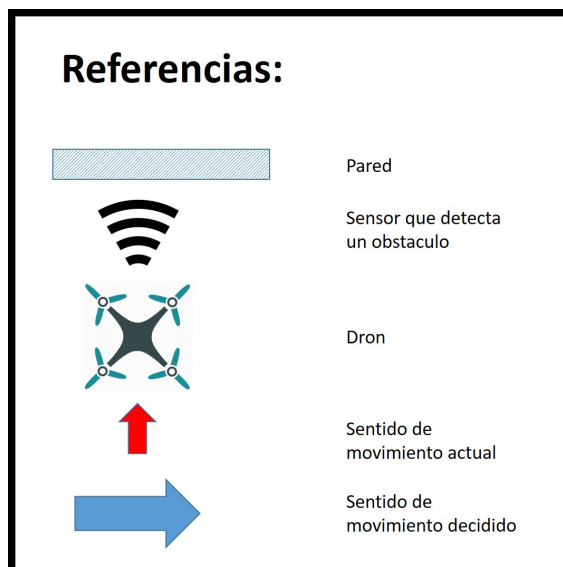 Referencias:
Pared
Sensor que detecta
un obstaculo
Dron
Sentido de
movimiento actual
Sentido de
movimiento decidido